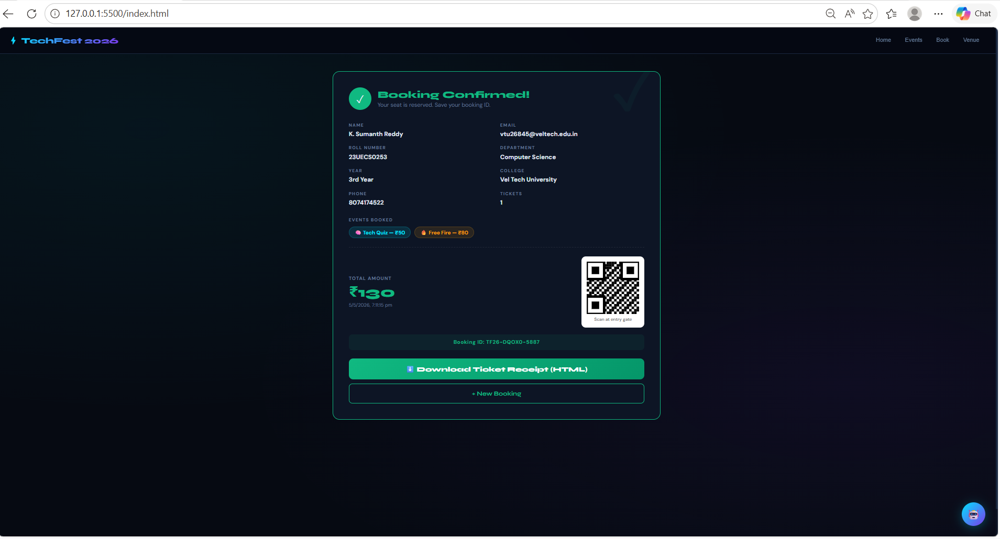 127.0.0.1:5500/index.html
Chat
TechFest 2026
Home Events Book Venue
Booking Confirmed!
Your seat is reserved. Save your booking ID.
NAME
K. Sumanth Reddy
EMAIL
vtu26845@veltech.edu.in
ROLL NUMBER
23UECS0253
DEPARTMENT
Computer Science
YEAR
3rd Year
COLLEGE
Vel Tech University
PHONE
8074174522
TICKETS
1
EVENTS BOOKED
Tech Quiz — ₹50
Free Fire — ₹80
TOTAL AMOUNT
₹130
5/5/2026, 7:11:15 pm
Scan at entry gate
Booking ID: TF26-DQOX0-5887
Download Ticket Receipt (HTML)
+ New Booking